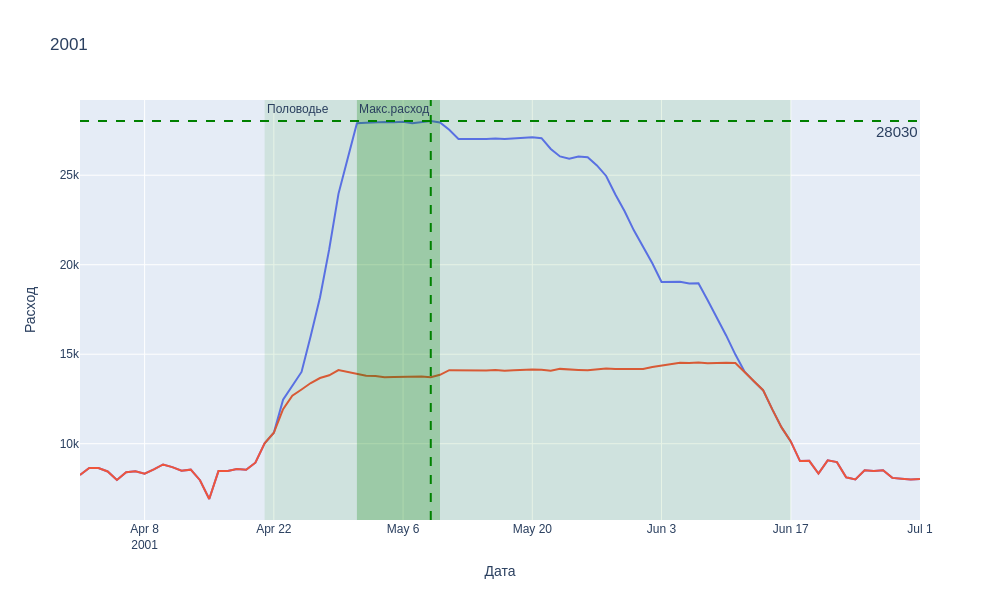 2001
Половодье
Макс.расход
28030
25k
20k
15k
10k
Расход
Apr 8
2001
Apr 22
May 6
May 20
Jun 3
Jun 17
Jul 1
Дата